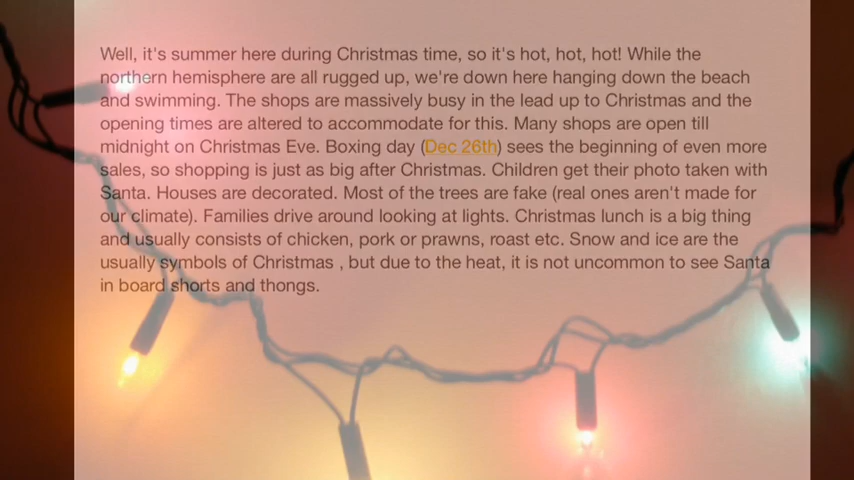 Well, it's summer here during Christmas time, so it's hot, hot, hot! While the
northern hemisphere are all rugged up, we're down here hanging down the beach
and swimming. The shops are massively busy in the lead up to Christmas and the
opening times are altered to accommodate for this. Many shops are open till
midnight on Christmas Eve. Boxing day (Dec 26th) sees the beginning of even more
sales, so shopping is just as big after Christmas. Children get their photo taken with
Santa. Houses are decorated. Most of the trees are fake (real ones aren't made for
our climate). Families drive around looking at lights. Christmas lunch is a big thing
and usually consists of chicken, pork or prawns, roast etc. Snow and ice are the
usually symbols of Christmas , but due to the heat, it is not uncommon to see Santa
in board shorts and thongs.